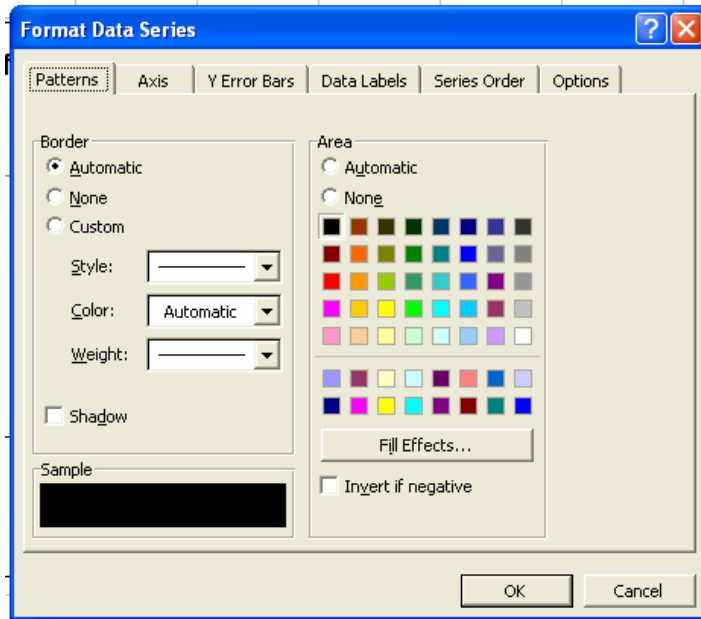 Format Data Series
Patterns Axis Y Error Bars Data Labels Series Order Options
Border
Automatic
None
Custom
Style:
Color: Automatic
Weight:
Shadow
Sample
Area
Automatic
None
Fill Effects...
Invert if negative
OK Cancel